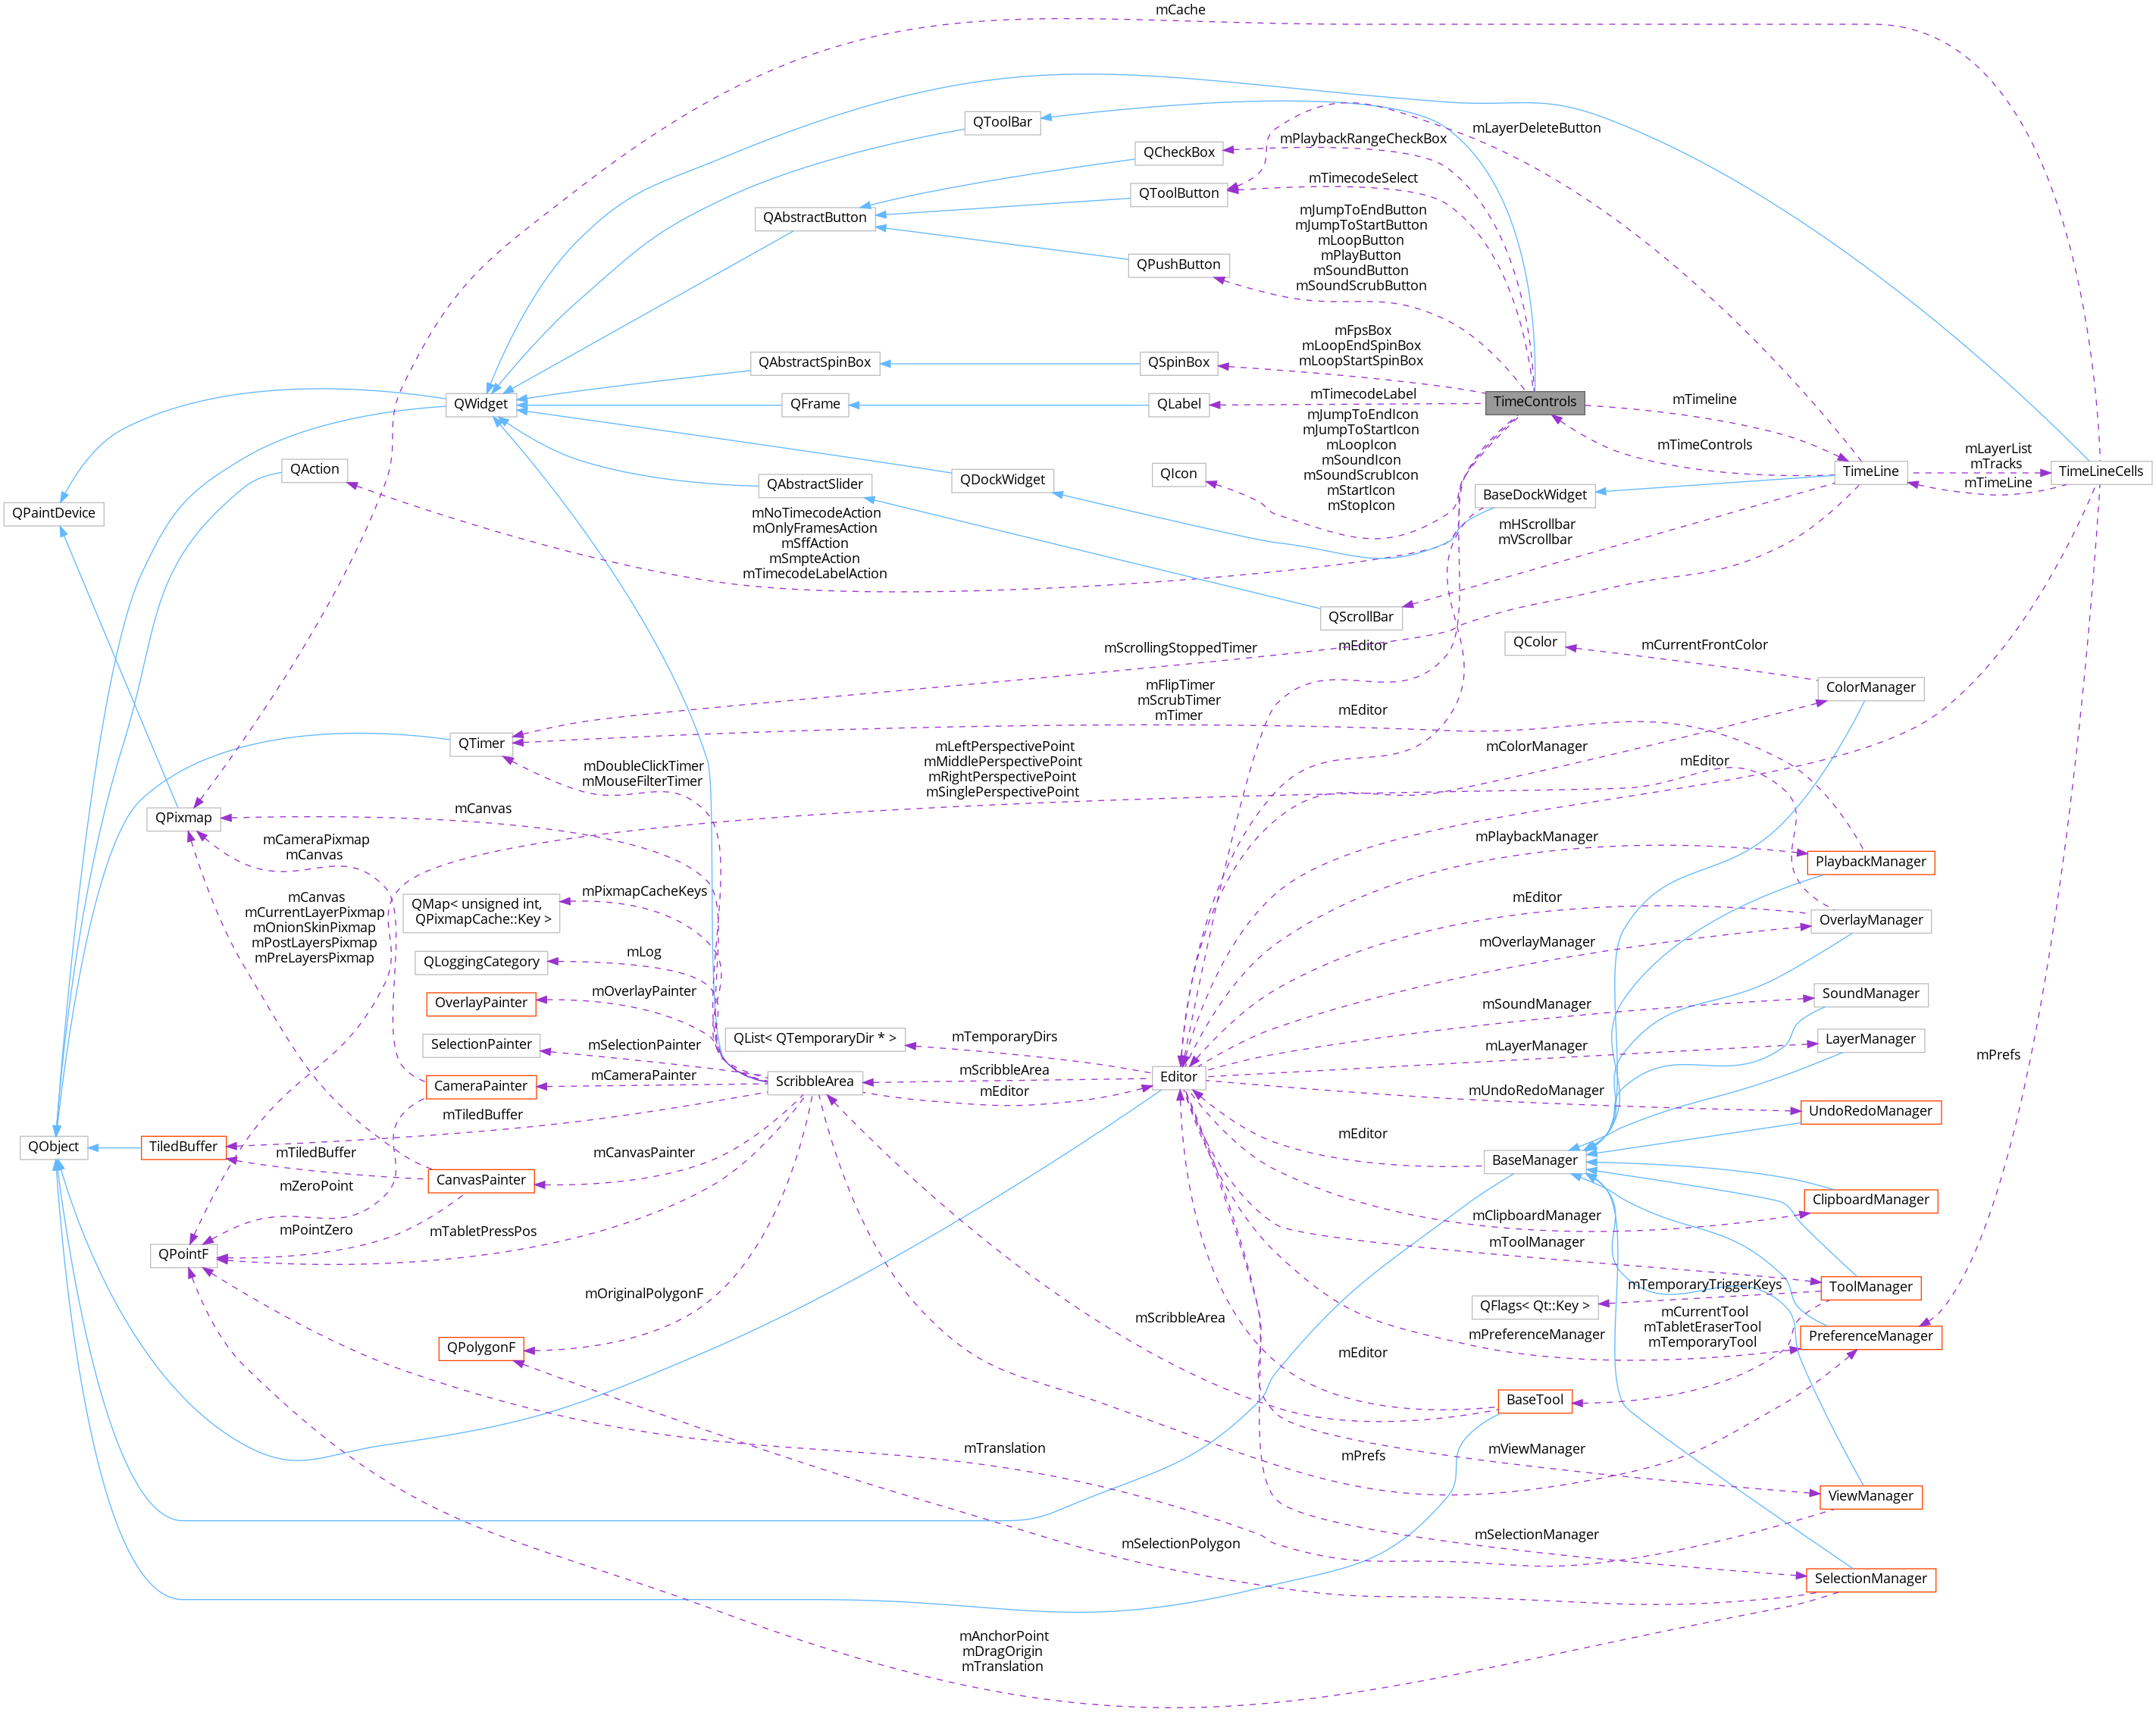 mCache
QToolBar
mLayerDeleteButton
mPlaybackRangeCheckBox
QCheckBox
mTimecodeSelect
QToolButton
QAbstractButton
mJumpToEndButton
mJumpToStartButton
mLoopButton
mPlayButton
mSoundButton
mSoundScrubButton
QPushButton
mFpsBox
mLoopEndSpinBox
mLoopStartSpinBox
QAbstractSpinBox
QSpinBox
QWidget
QFrame
QLabel
mTimecodeLabel
TimeControls
mTimeline
mTimeControls
mJumpToEndIcon
mJumpToStartIcon
mLoopIcon
mSoundIcon
mSoundScrubIcon
mStartIcon
mStopIcon
mLayerList
mTracks
mTimeLine
TimeLine
TimeLineCells
QAction
QIcon
QDockWidget
QAbstractSlider
BaseDockWidget
QPaintDevice
mNoTimecodeAction
mOnlyFramesAction
mSffAction
mSmpteAction
mTimecodeLabelAction
mHScrollbar
mVScrollbar
QScrollBar
QColor
mCurrentFrontColor
mScrollingStoppedTimer
mEditor
ColorManager
mFlipTimer
mScrubTimer
mTimer
mEditor
QTimer
mColorManager
mEditor
mLeftPerspectivePoint
mMiddlePerspectivePoint
mRightPerspectivePoint
mSinglePerspectivePoint
mDoubleClickTimer
mMouseFilterTimer
QPixmap
mCanvas
mCameraPixmap
mCanvas
mPlaybackManager
PlaybackManager
mPixmapCacheKeys
QMap< unsigned int,
QPixmapCache::Key >
mCanvas
mCurrentLayerPixmap
mOnionSkinPixmap
mPostLayersPixmap
mPreLayersPixmap
mEditor
OverlayManager
mOverlayManager
mLog
QLoggingCategory
mOverlayPainter
OverlayPainter
mSoundManager
SoundManager
QList< QTemporaryDir * >
mTemporaryDirs
mSelectionPainter
SelectionPainter
mLayerManager
LayerManager
mCameraPainter
CameraPainter
ScribbleArea
mScribbleArea
mEditor
Editor
mUndoRedoManager
UndoRedoManager
mTiledBuffer
QObject
TiledBuffer
mTiledBuffer
mCanvasPainter
CanvasPainter
mEditor
BaseManager
mZeroPoint
mClipboardManager
ClipboardManager
mPrefs
mPointZero
mTabletPressPos
mToolManager
QPointF
mOriginalPolygonF
mTemporaryTriggerKeys
QFlags< Qt::Key >
ToolManager
mScribbleArea
mCurrentTool
mTabletEraserTool
mTemporaryTool
mPreferenceManager
PreferenceManager
QPolygonF
mEditor
BaseTool
mTranslation
mPrefs
mViewManager
ViewManager
mSelectionPolygon
mSelectionManager
SelectionManager
mAnchorPoint
mDragOrigin
mTranslation